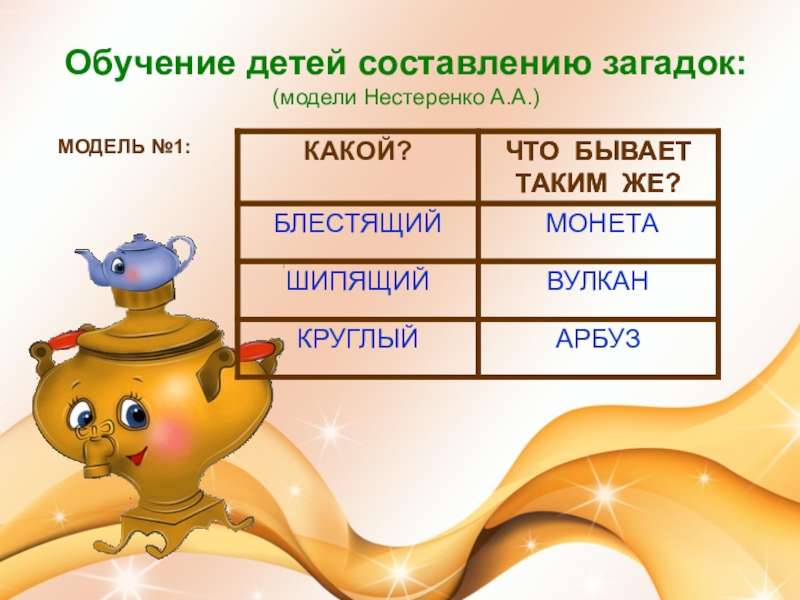 Обучение детей составлению загадок:
(модели Нестеренко А.А.)
МОДЕЛЬ №1:
КАКОЙ?
ЧТО БЫВАЕТ
ТАКИМ ЖЕ?
БЛЕСТЯЩИЙ
МОНЕТА
ШИПЯЩИЙ
ВУЛКАН
КРУГЛЫЙ
АРБУЗ